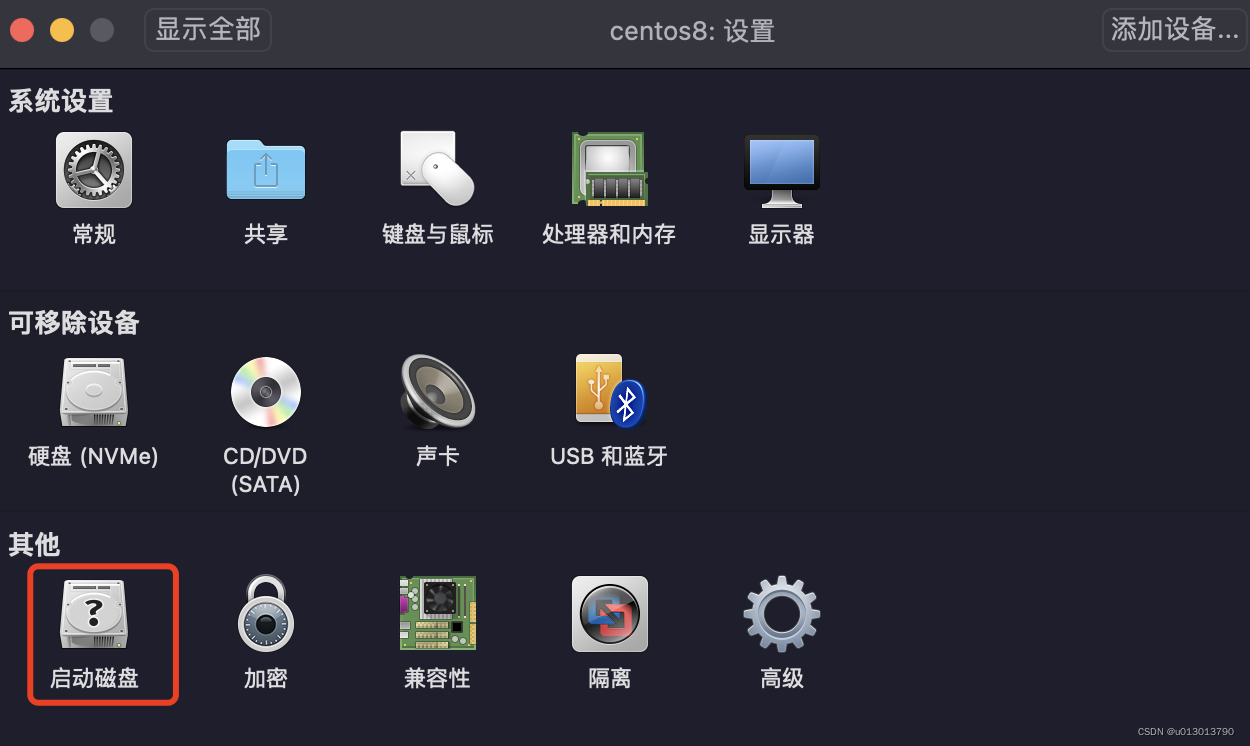 显示全部
centos8: 设置
添加设备...
系统设置
常规
共享
键盘与鼠标
处理器和内存
显示器
可移除设备
硬盘 (NVMe)
CD/DVD
(SATA)
声卡
USB 和蓝牙
其他
启动磁盘
加密
兼容性
隔离
高级
CSDN @u013013790